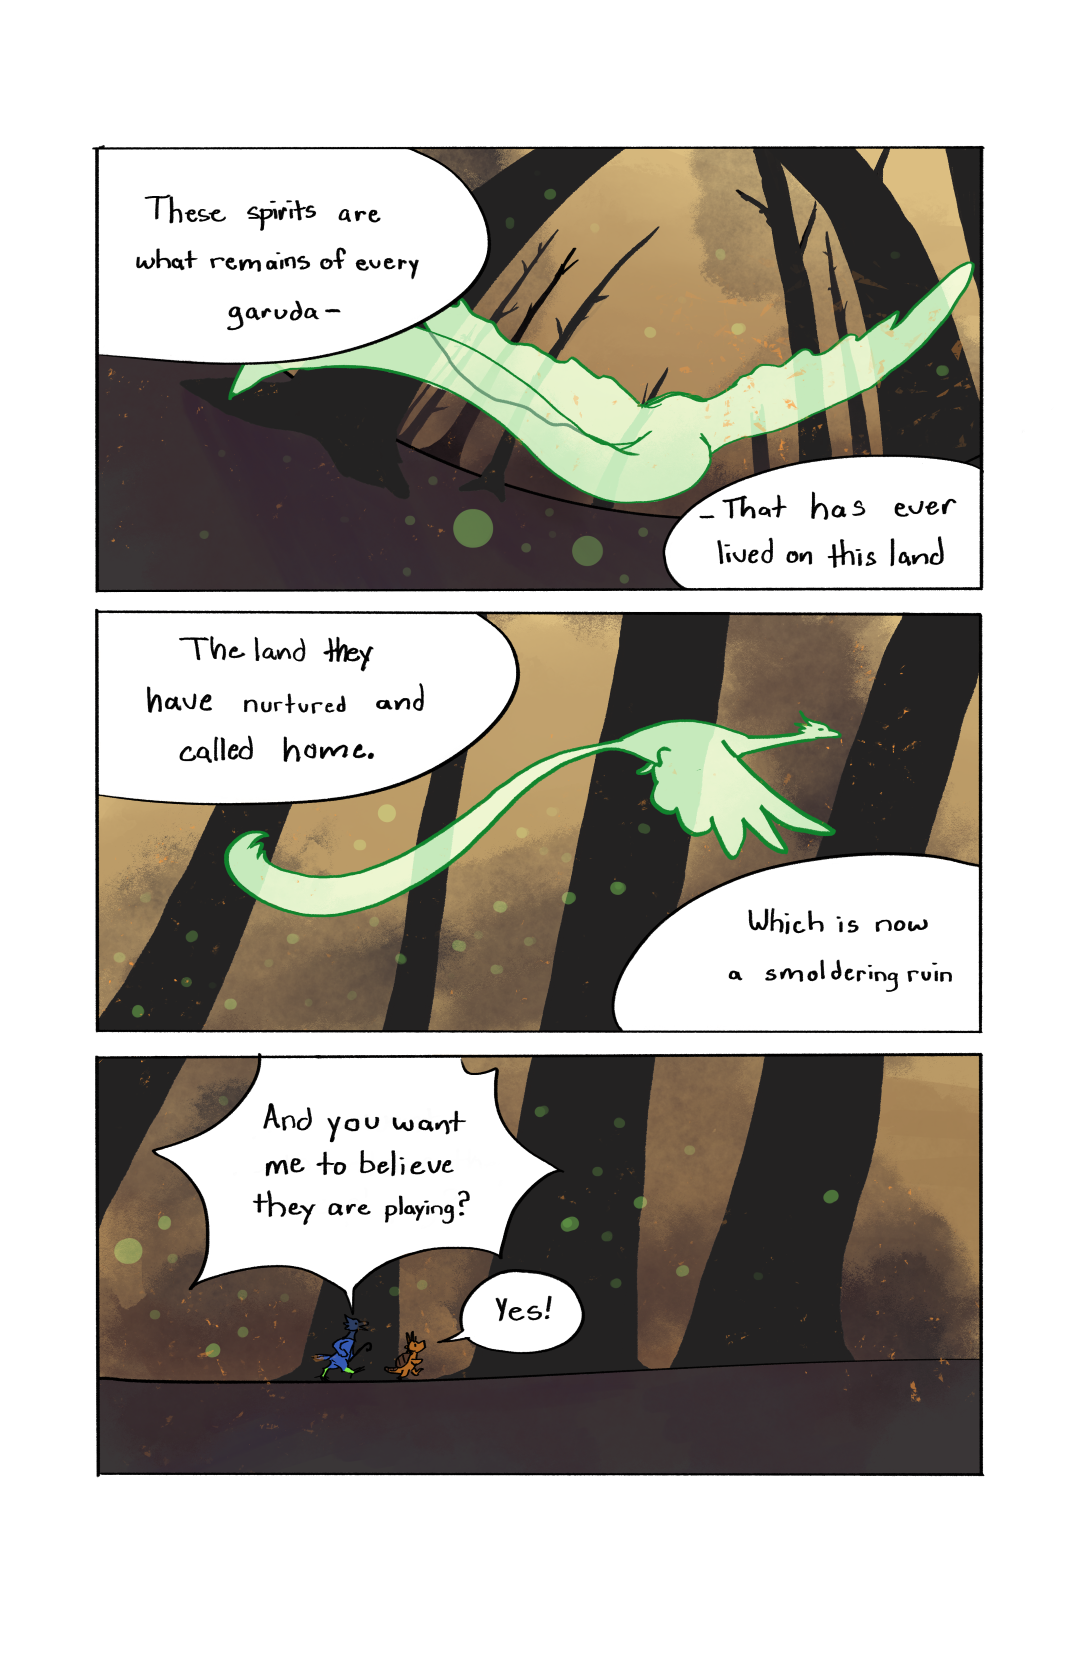 These spirits are
what remains of every
garuda-
-That has ever
lived on this land
The land they
have nurtured and
called home.
Which is now
a smoldering ruin
And you want
me to believe
they are playing?
Yes!